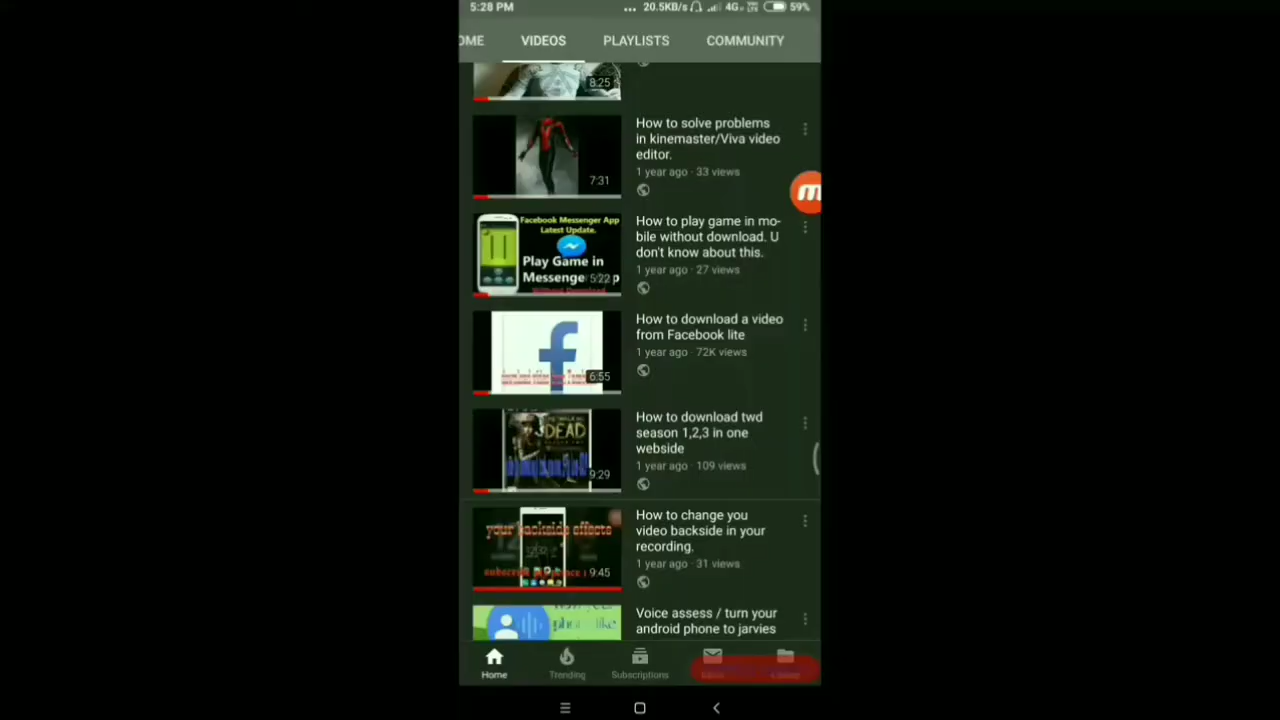 5:28 PM ... 20.5KB/s 4G 59%
OME VIDEOS PLAYLISTS COMMUNITY
8:25
How to solve problems
in kinemaster/Viva video
editor.
1 year ago · 33 views
7:31
Facebook Messenger App
Latest Update.
Play Game in
Messenge p
5:22
How to play game in mo-
bile without download. U
don't know about this.
1 year ago · 27 views
How to download a video
from Facebook lite
1 year ago · 72K views
6:55
DEAD
9:29
How to download twd
season 1,2,3 in one
webside
1 year ago · 109 views
your backside effects
9:45
How to change you
video backside in your
recording.
1 year ago · 31 views
Voice assess / turn your
android phone to jarvies
Home Trending Subscriptions